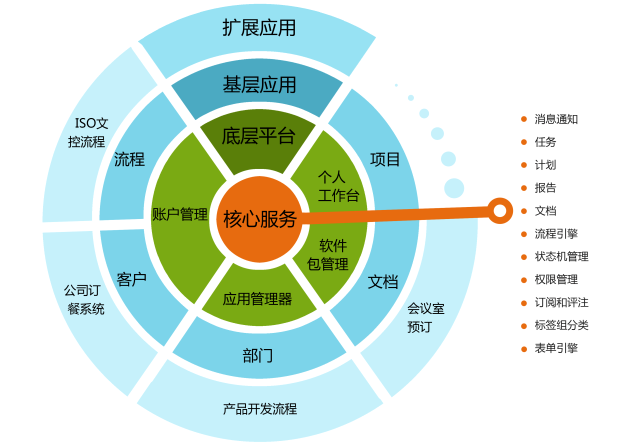 扩展应用
基层应用
底层平台
ISO文
控流程
流程
项目
个人
工作台
账户管理
核心服务
软件
包管理
公司订
餐系统
客户
文档
应用管理器
会议室
预订
部门
产品开发流程
消息通知
任务
计划
报告
文档
流程引擎
状态机管理
权限管理
订阅和评注
标签组分类
表单引擎